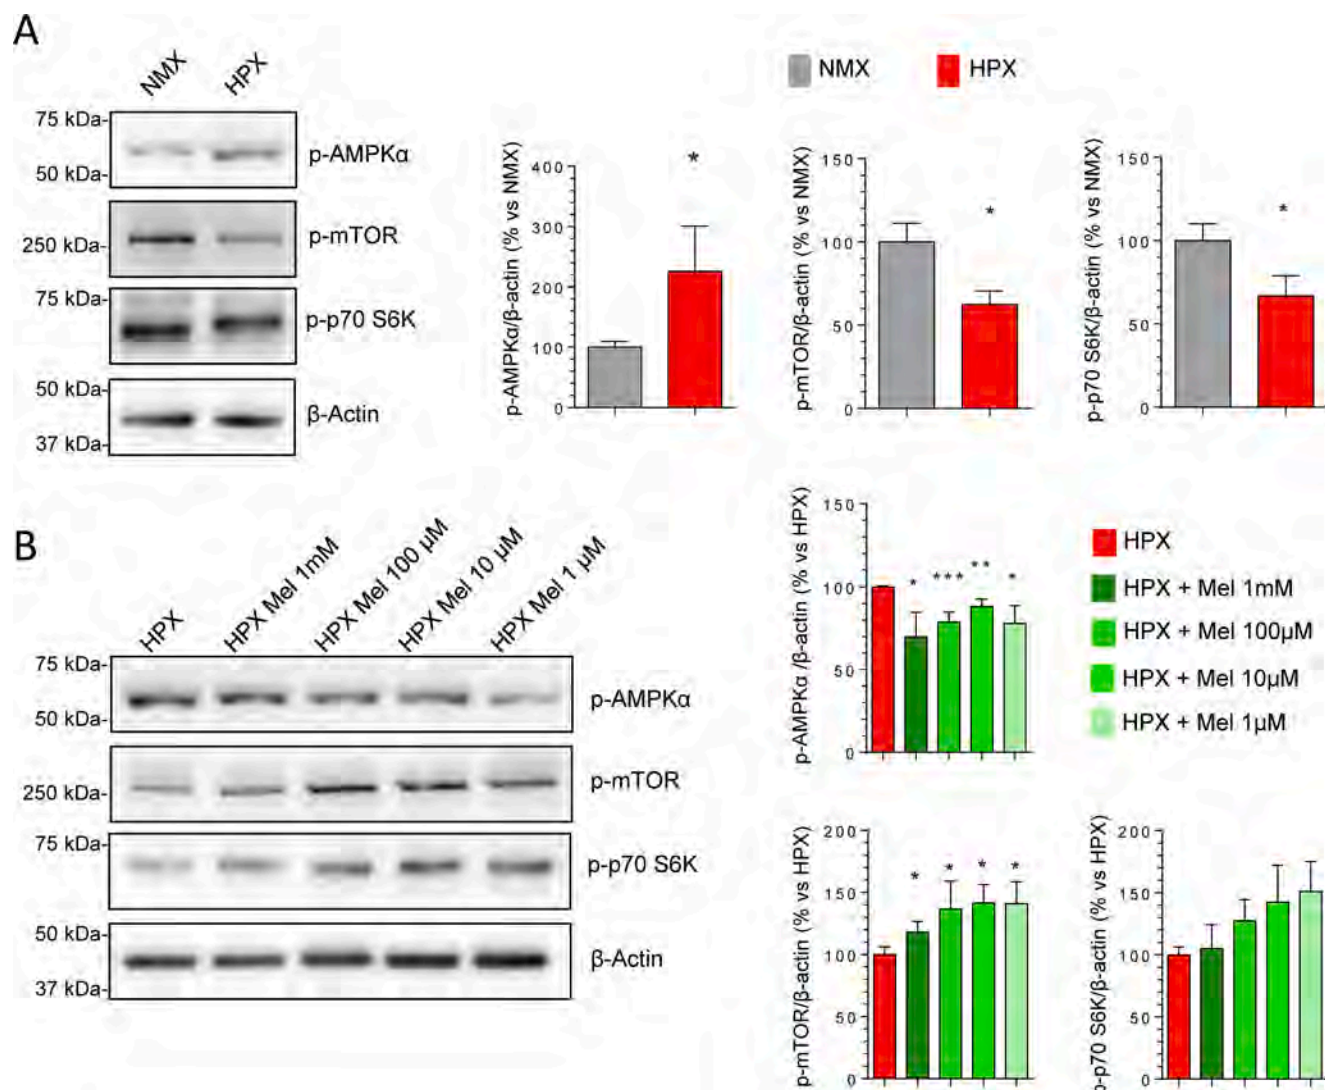 A
NMX HPX
75 kDa-
50 kDa-
p-AMPKα
250 kDa-
p-mTOR
75 kDa-
p-p70 S6K
50 kDa-
37 kDa-
β-Actin
NMX HPX
p-AMPKα/β-actin (% vs NMX)
400
300
200
100
0
*
p-mTOR/β-actin (% vs NMX)
150
100
50
0
*
p-p70 S6K/β-actin (% vs NMX)
150
100
50
0
*
B
HPX HPX Mel 1mM HPX Mel 100 µM HPX Mel 10 µM HPX Mel 1 µM
75 kDa-
50 kDa-
p-AMPKα
250 kDa-
p-mTOR
75 kDa-
p-p70 S6K
50 kDa-
37 kDa-
β-Actin
p-AMPKα /β-actin (% vs HPX)
150
100
50
0
* *** ** *
HPX
HPX + Mel 1mM
HPX + Mel 100µM
HPX + Mel 10µM
HPX + Mel 1µM
p-mTOR/β-actin (% vs HPX)
200
150
100
50
0
* * * *
p-p70 S6K/β-actin (% vs HPX)
200
150
100
50
0